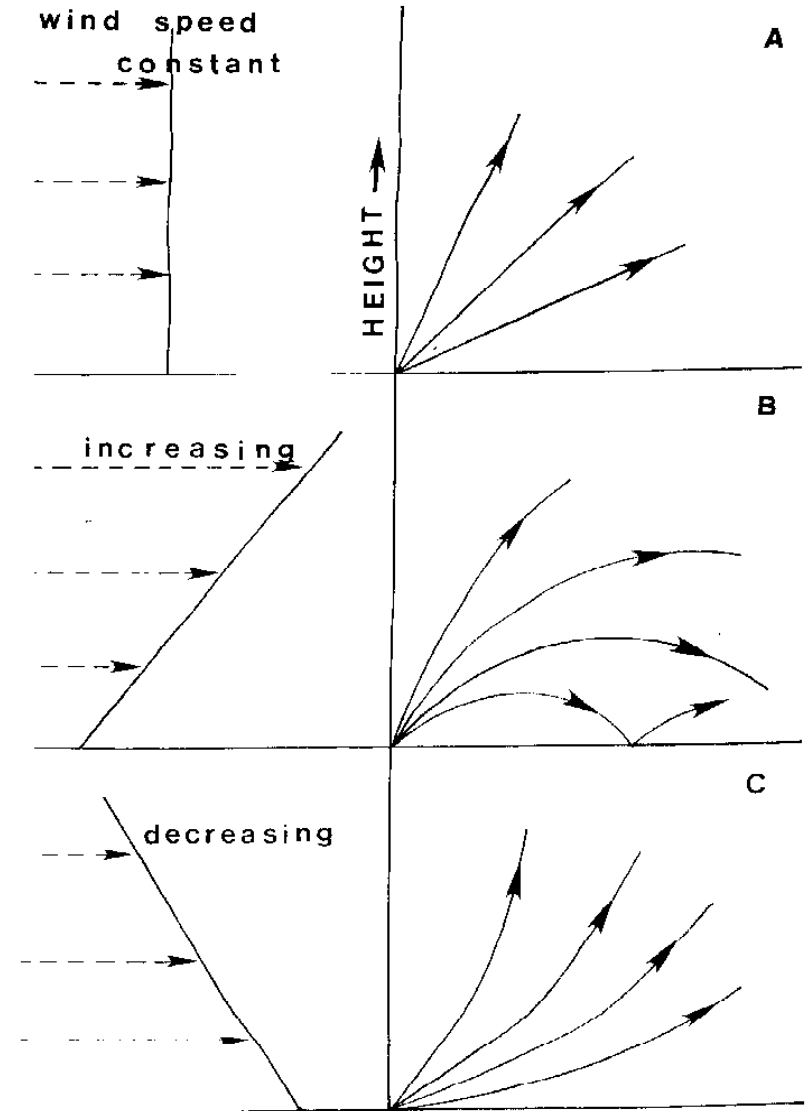 wind speed
constant
A
HEIGHT
B
increasing
C
decreasing